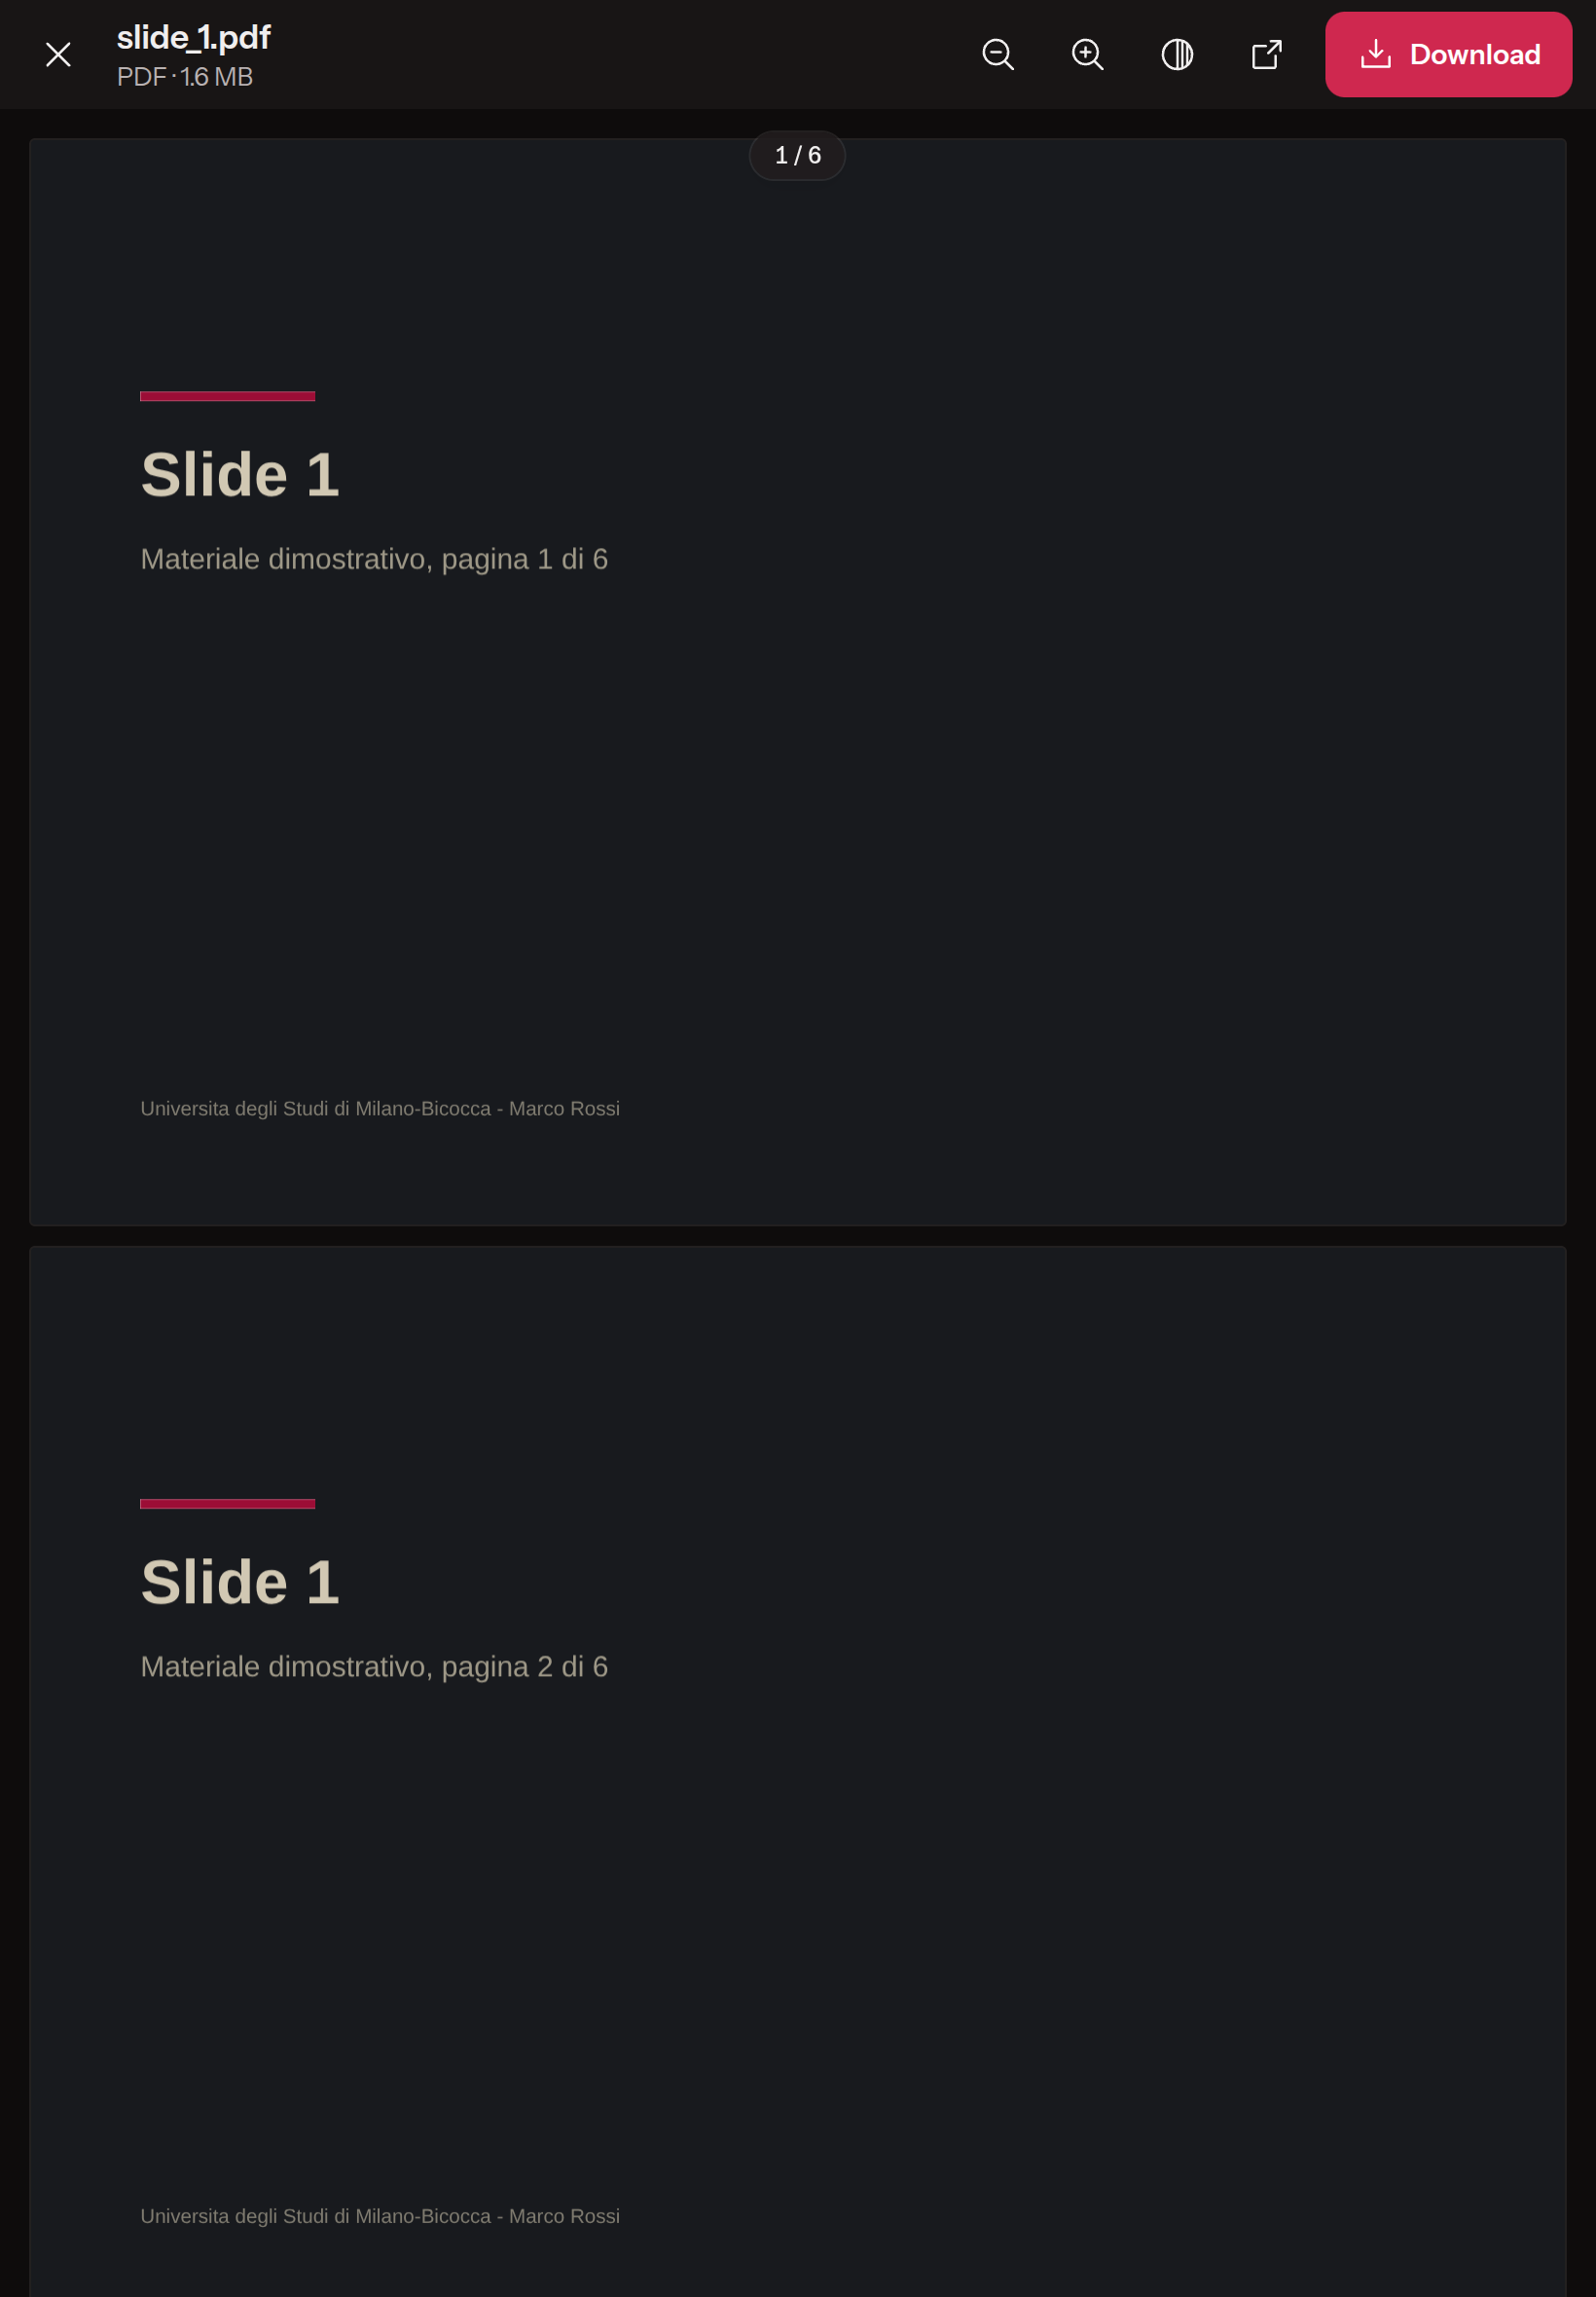 slide_1.pdf
PDF · 1.6 MB
Download
1 / 6
Slide 1
Materiale dimostrativo, pagina 1 di 6
Universita degli Studi di Milano-Bicocca - Marco Rossi
Slide 1
Materiale dimostrativo, pagina 2 di 6
Universita degli Studi di Milano-Bicocca - Marco Rossi